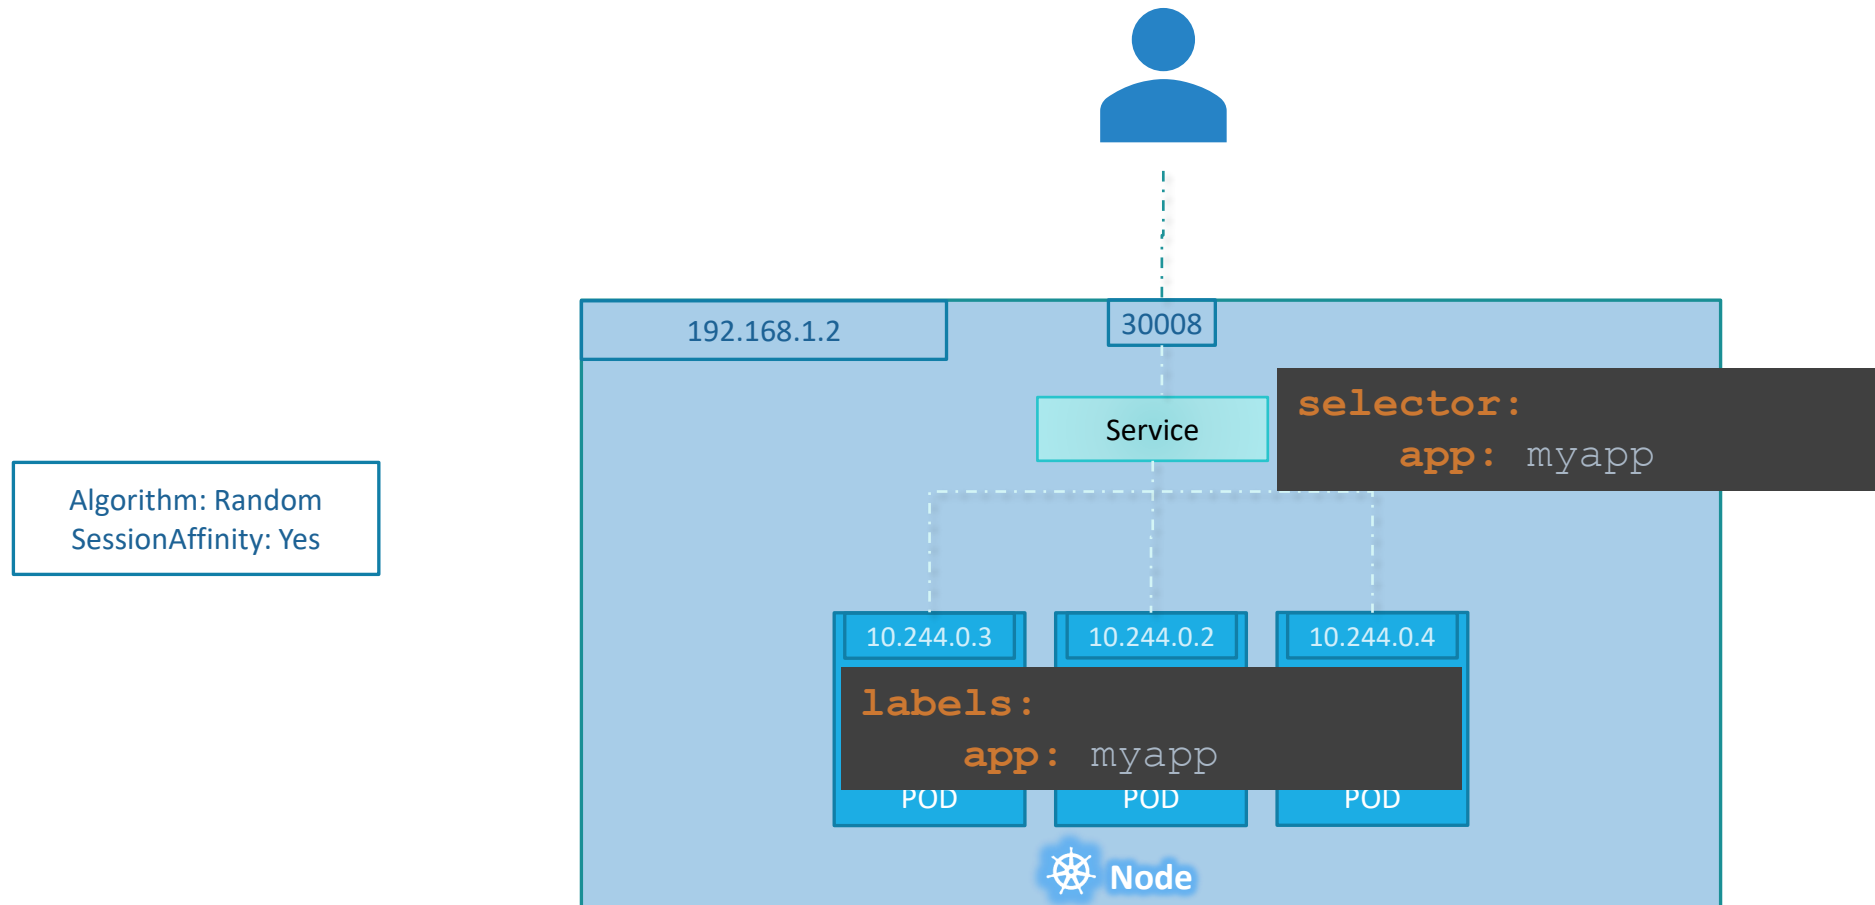 192.168.1.2
30008
selector:
app: myapp
Service
Algorithm: Random
SessionAffinity: Yes
10.244.0.3
10.244.0.2
10.244.0.4
labels:
app: myapp
POD
POD
POD
Node